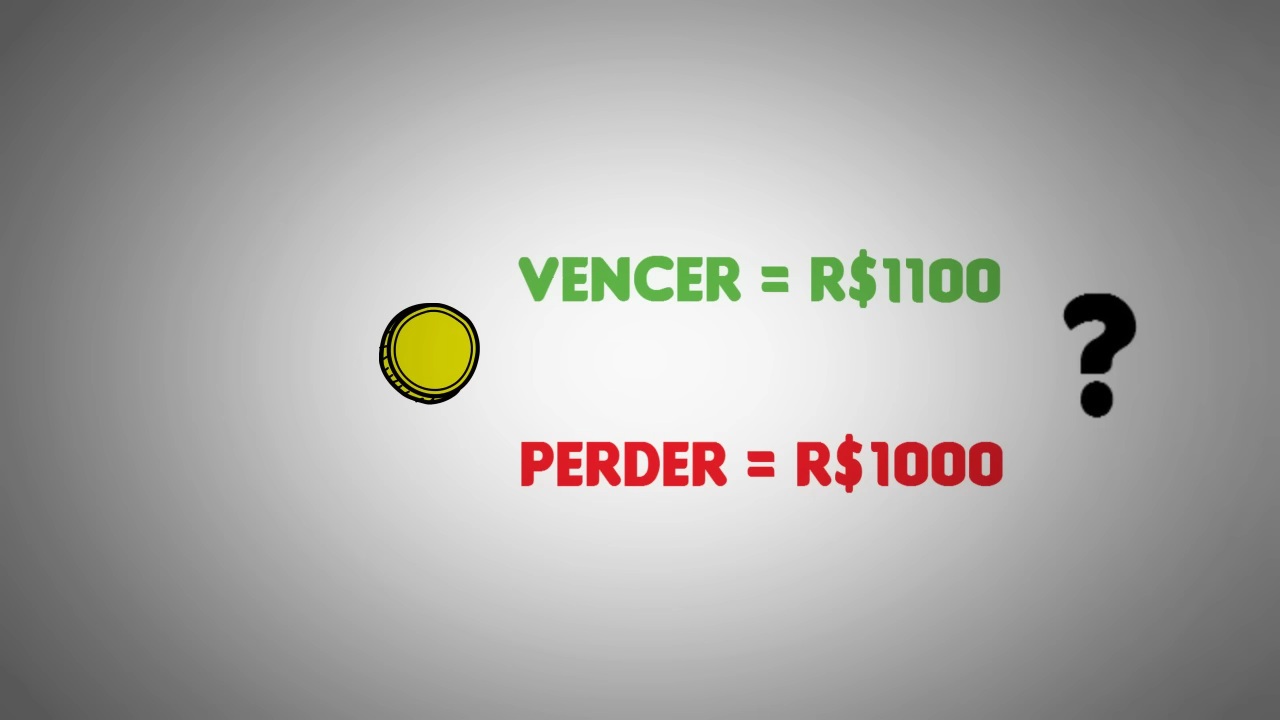 VENCER = R$1100
?
PERDER = R$1000